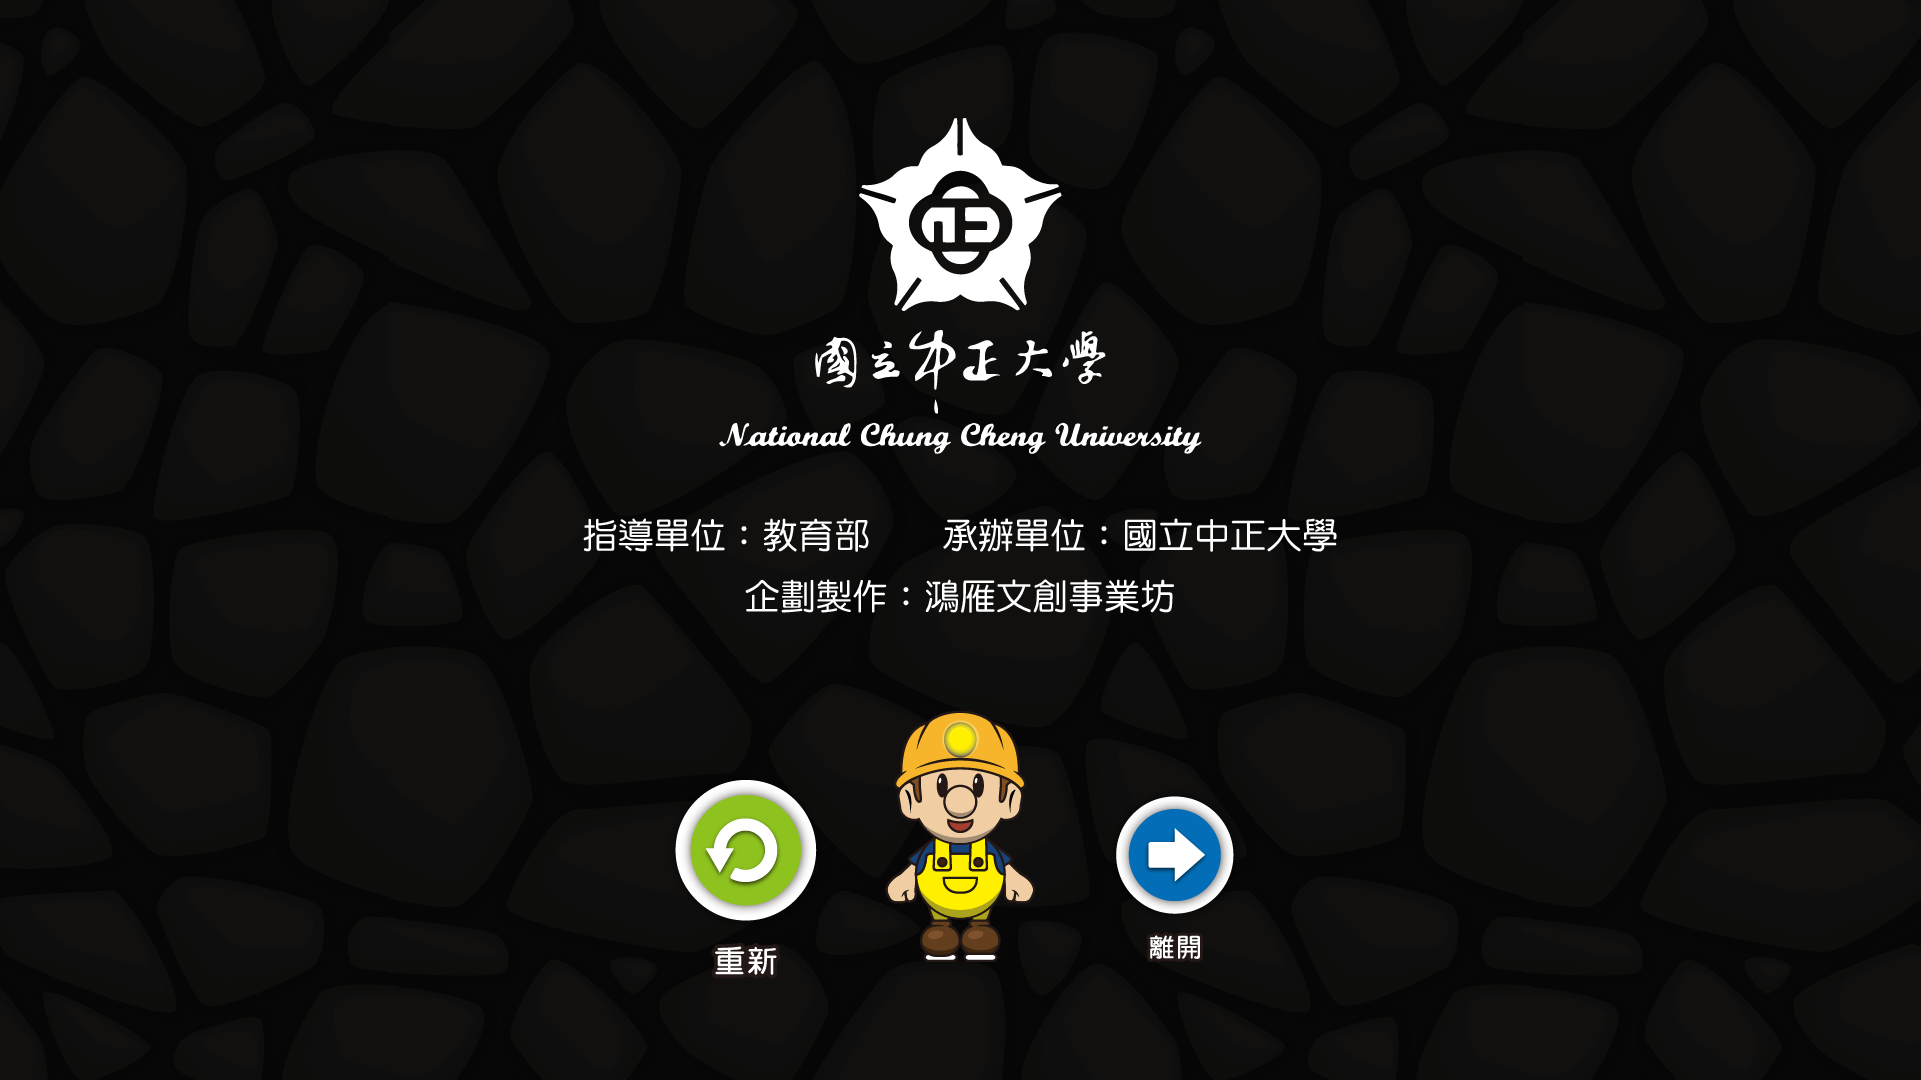 正
國立中正大學
National Chung Cheng University
指導單位：教育部　　承辦單位：國立中正大學
企劃製作：鴻雁文創事業坊
重新
離開